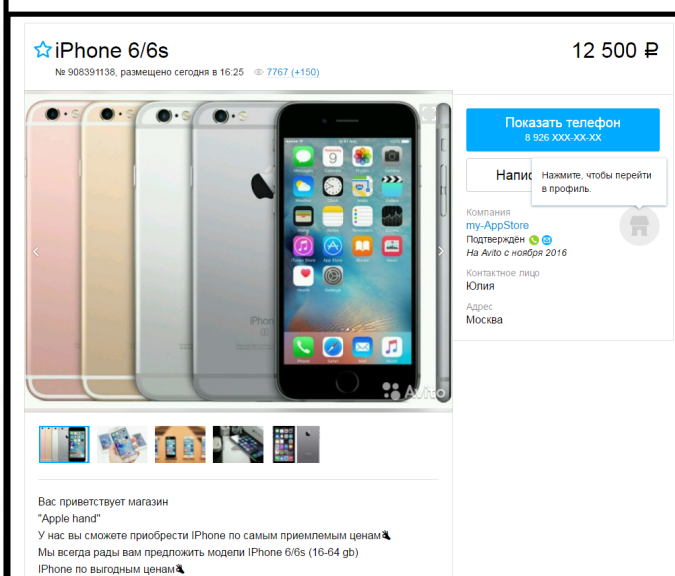 iPhone 6/6s
12 500 ₽
№ 908391138, размещено сегодня в 16:25 7767 (+150)
Показать телефон
8 926 XXX-XX-XX
Напис
Нажмите, чтобы перейти
в профиль.
Компания
my-AppStore
Подтверждён
На Avito с ноября 2016
Контактное лицо
Юлия
Адрес
Москва
iPhon
Avito
Вас приветствует магазин
"Apple hand"
У нас вы сможете приобрести IPhone по самым приемлемым ценам
Мы всегда рады вам предложить модели IPhone 6/6s (16-64 gb)
IPhone по выгодным ценам